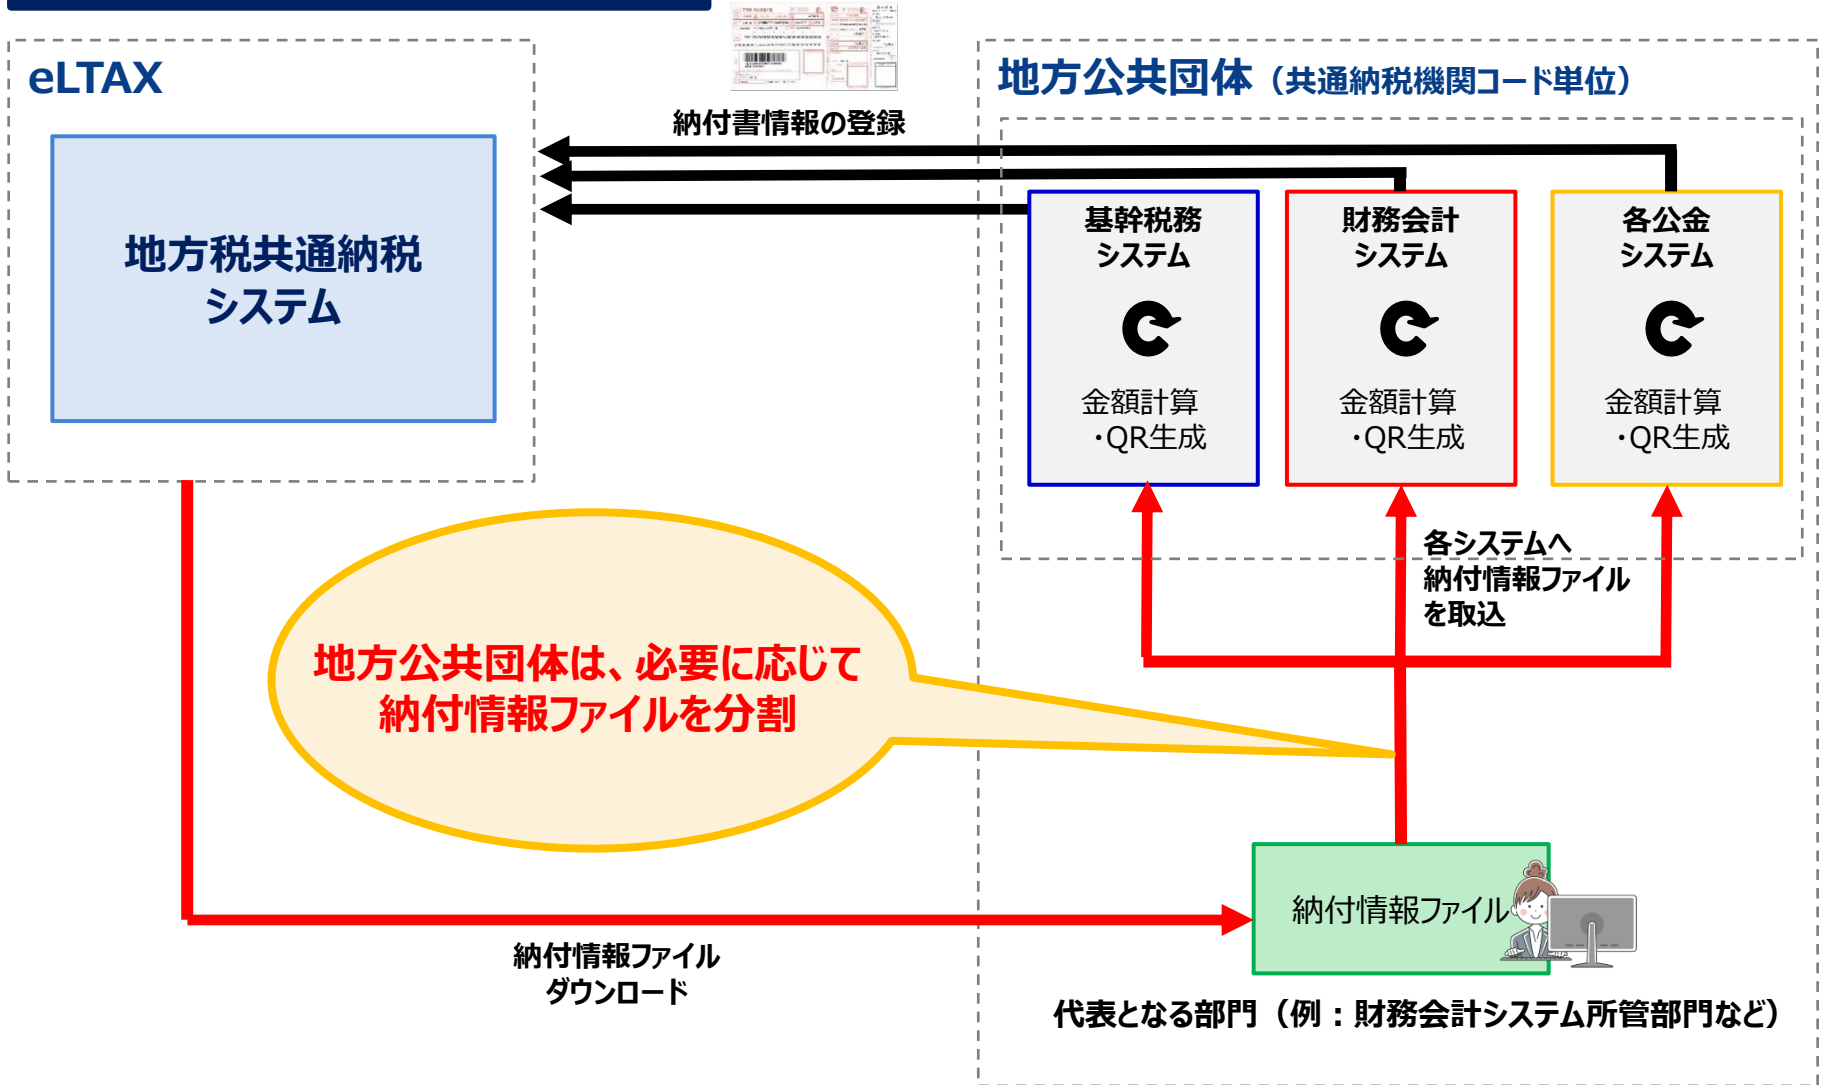 eLTAX
地方税共通納税
システム
納付書情報の登録
地方公共団体（共通納税機関コード単位）
基幹税務
システム
金額計算
・QR生成
財務会計
システム
金額計算
・QR生成
各公金
システム
金額計算
・QR生成
各システムへ
納付情報ファイル
を取込
地方公共団体は、必要に応じて
納付情報ファイルを分割
納付情報ファイル
納付情報ファイル
ダウンロード
代表となる部門（例：財務会計システム所管部門など）